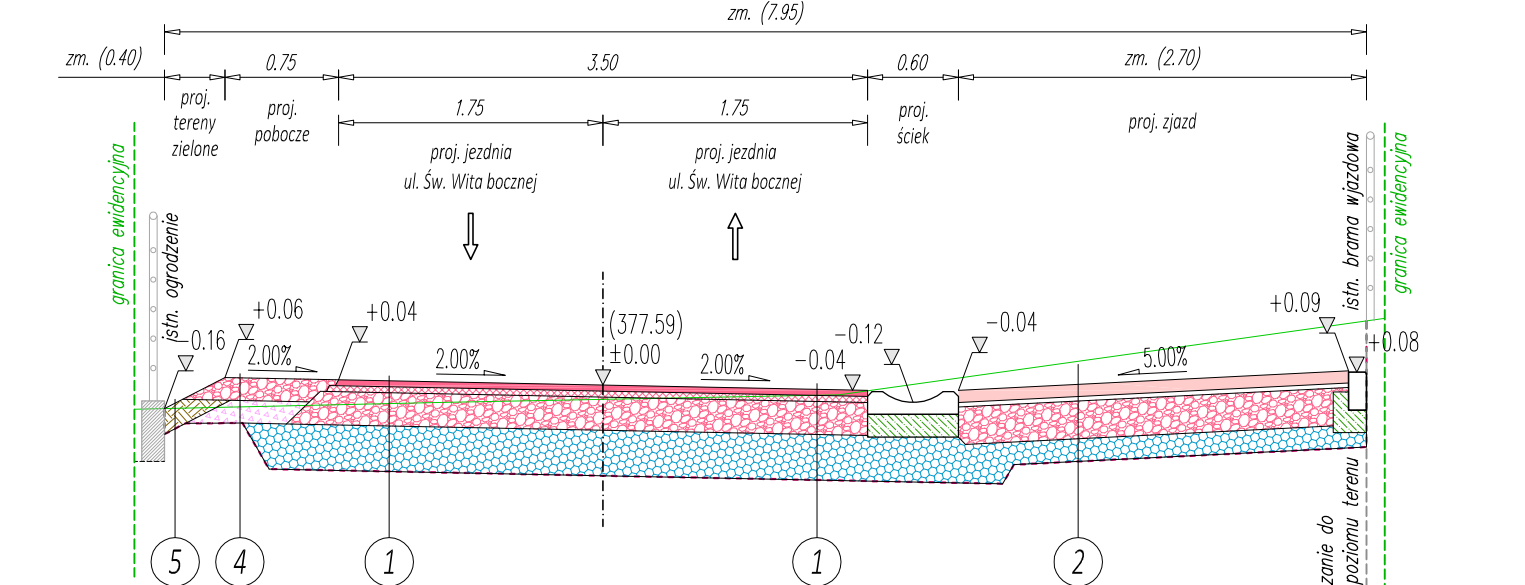 zm. (7.95)
zm. (0.40)
0.75
3.50
0.60
zm. (2.70)
proj.
tereny
zielone
proj.
pobocze
1.75
1.75
proj.
ściek
proj. zjazd
proj. jezdnia
ul. Św. Wita bocznej
proj. jezdnia
ul. Św. Wita bocznej
granica ewidencyjna
istn. ogrodzenie
istn. brama wjazdowa
granica ewidencyjna
-0.16
+0.06
+0.04
(377.59)
±0.00
-0.12
-0.04
-0.04
+0.09
+0.08
2.00%
2.00%
2.00%
5.00%
zanie do
poziomu terenu
5
4
1
1
2